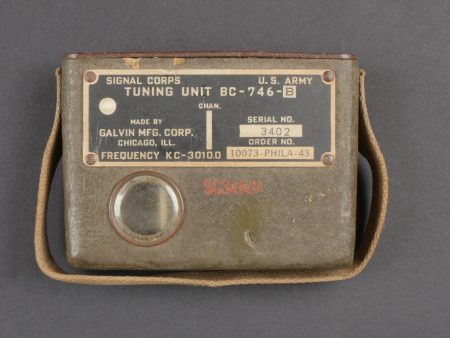 SIGNAL CORPS U.S. ARMY
TUNING UNIT BC-746-B
CHAN.
MADE BY
GALVIN MFG. CORP.
CHICAGO, ILL.
SERIAL NO.
3402
ORDER NO.
10073-PHILA-43
FREQUENCY KC-3010.0